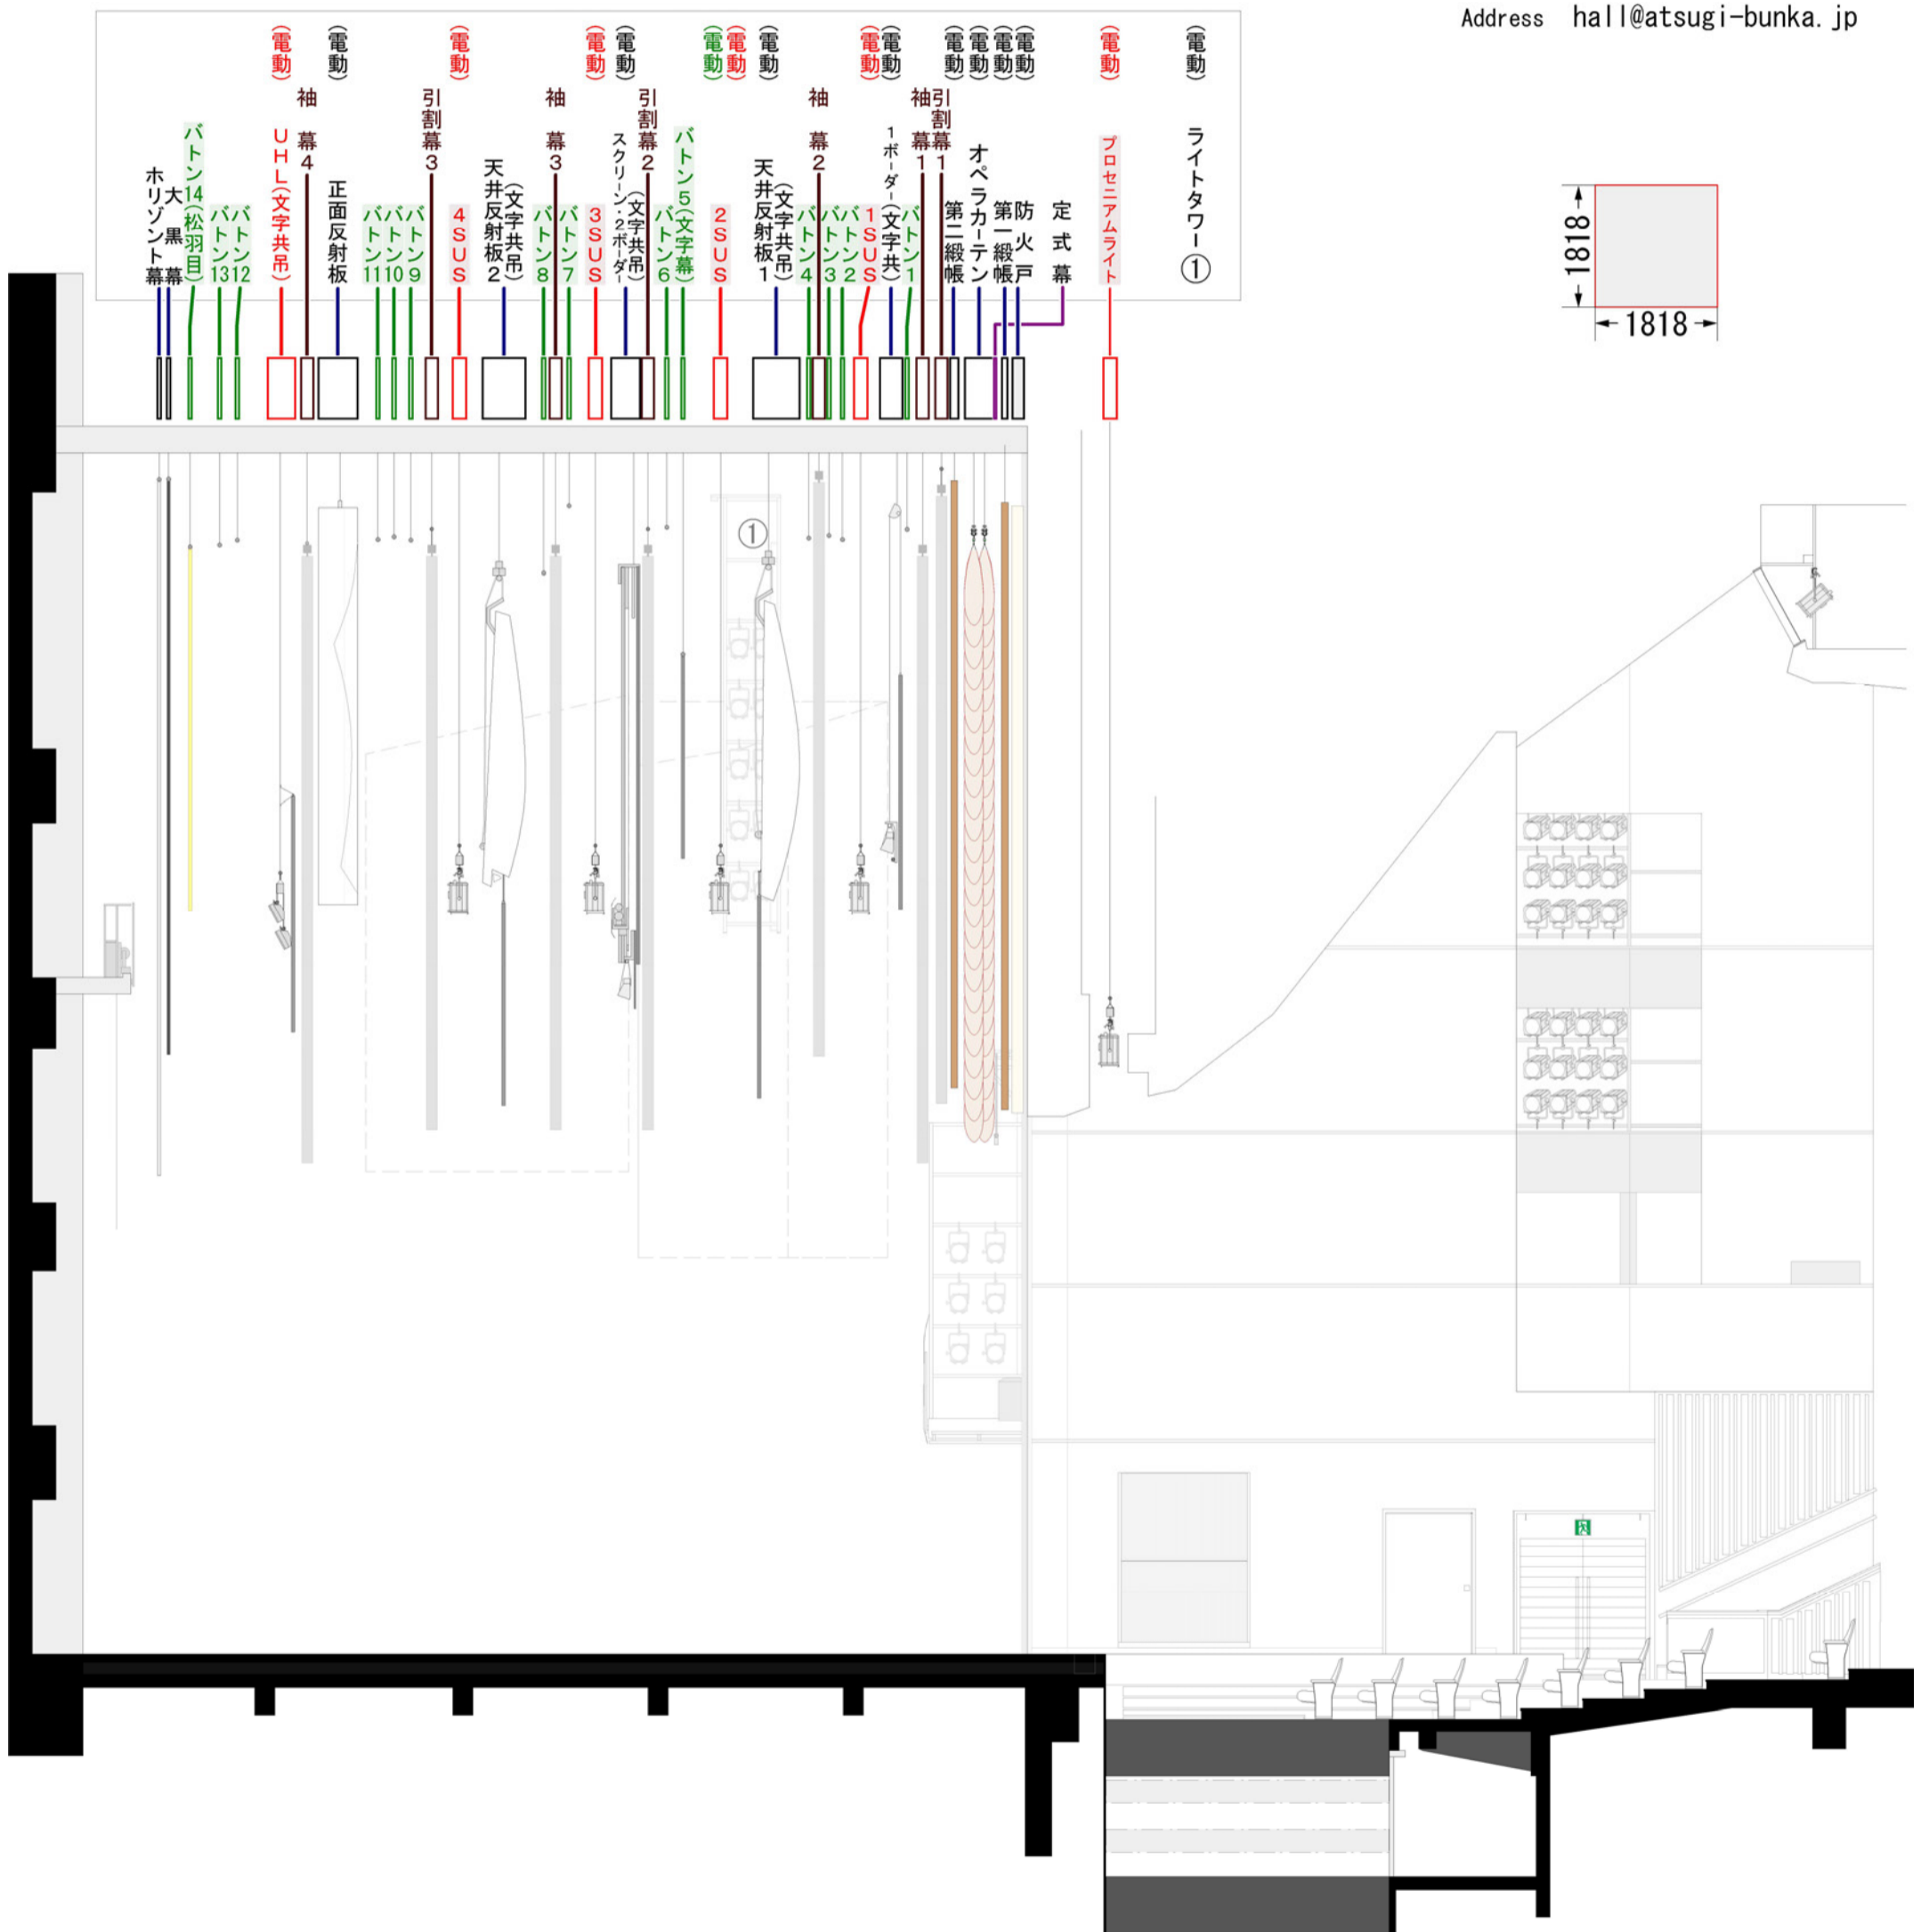 Address hall@atsugi-bunka.jp
(電動)
ライトタワー①
(電動)
プロセニアムライト
定式幕
(電動)
防火戸
(電動)
第一緞帳
(電動)
オペラカーテン
(電動)
第二緞帳
引割幕1
袖幕1
バトン1
(電動)
1ボーダー(文字共)
(電動)
1SUS
バトン2
バトン3
袖幕2
バトン4
(電動)
(文字共吊)
天井反射板1
(電動)
2SUS
(電動)
バトン5(文字幕)
バトン6
引割幕2
(電動)
(文字共吊)
スクリーン・2ボーダー
(電動)
3SUS
バトン7
袖幕3
バトン8
(文字共吊)
天井反射板2
(電動)
4SUS
引割幕3
バトン9
バトン10
バトン11
(電動)
正面反射板
袖幕4
(電動)
UHL(文字共吊)
バトン12
バトン13
バトン14(松羽目)
大黒幕
ホリゾント幕
1818
1818
①